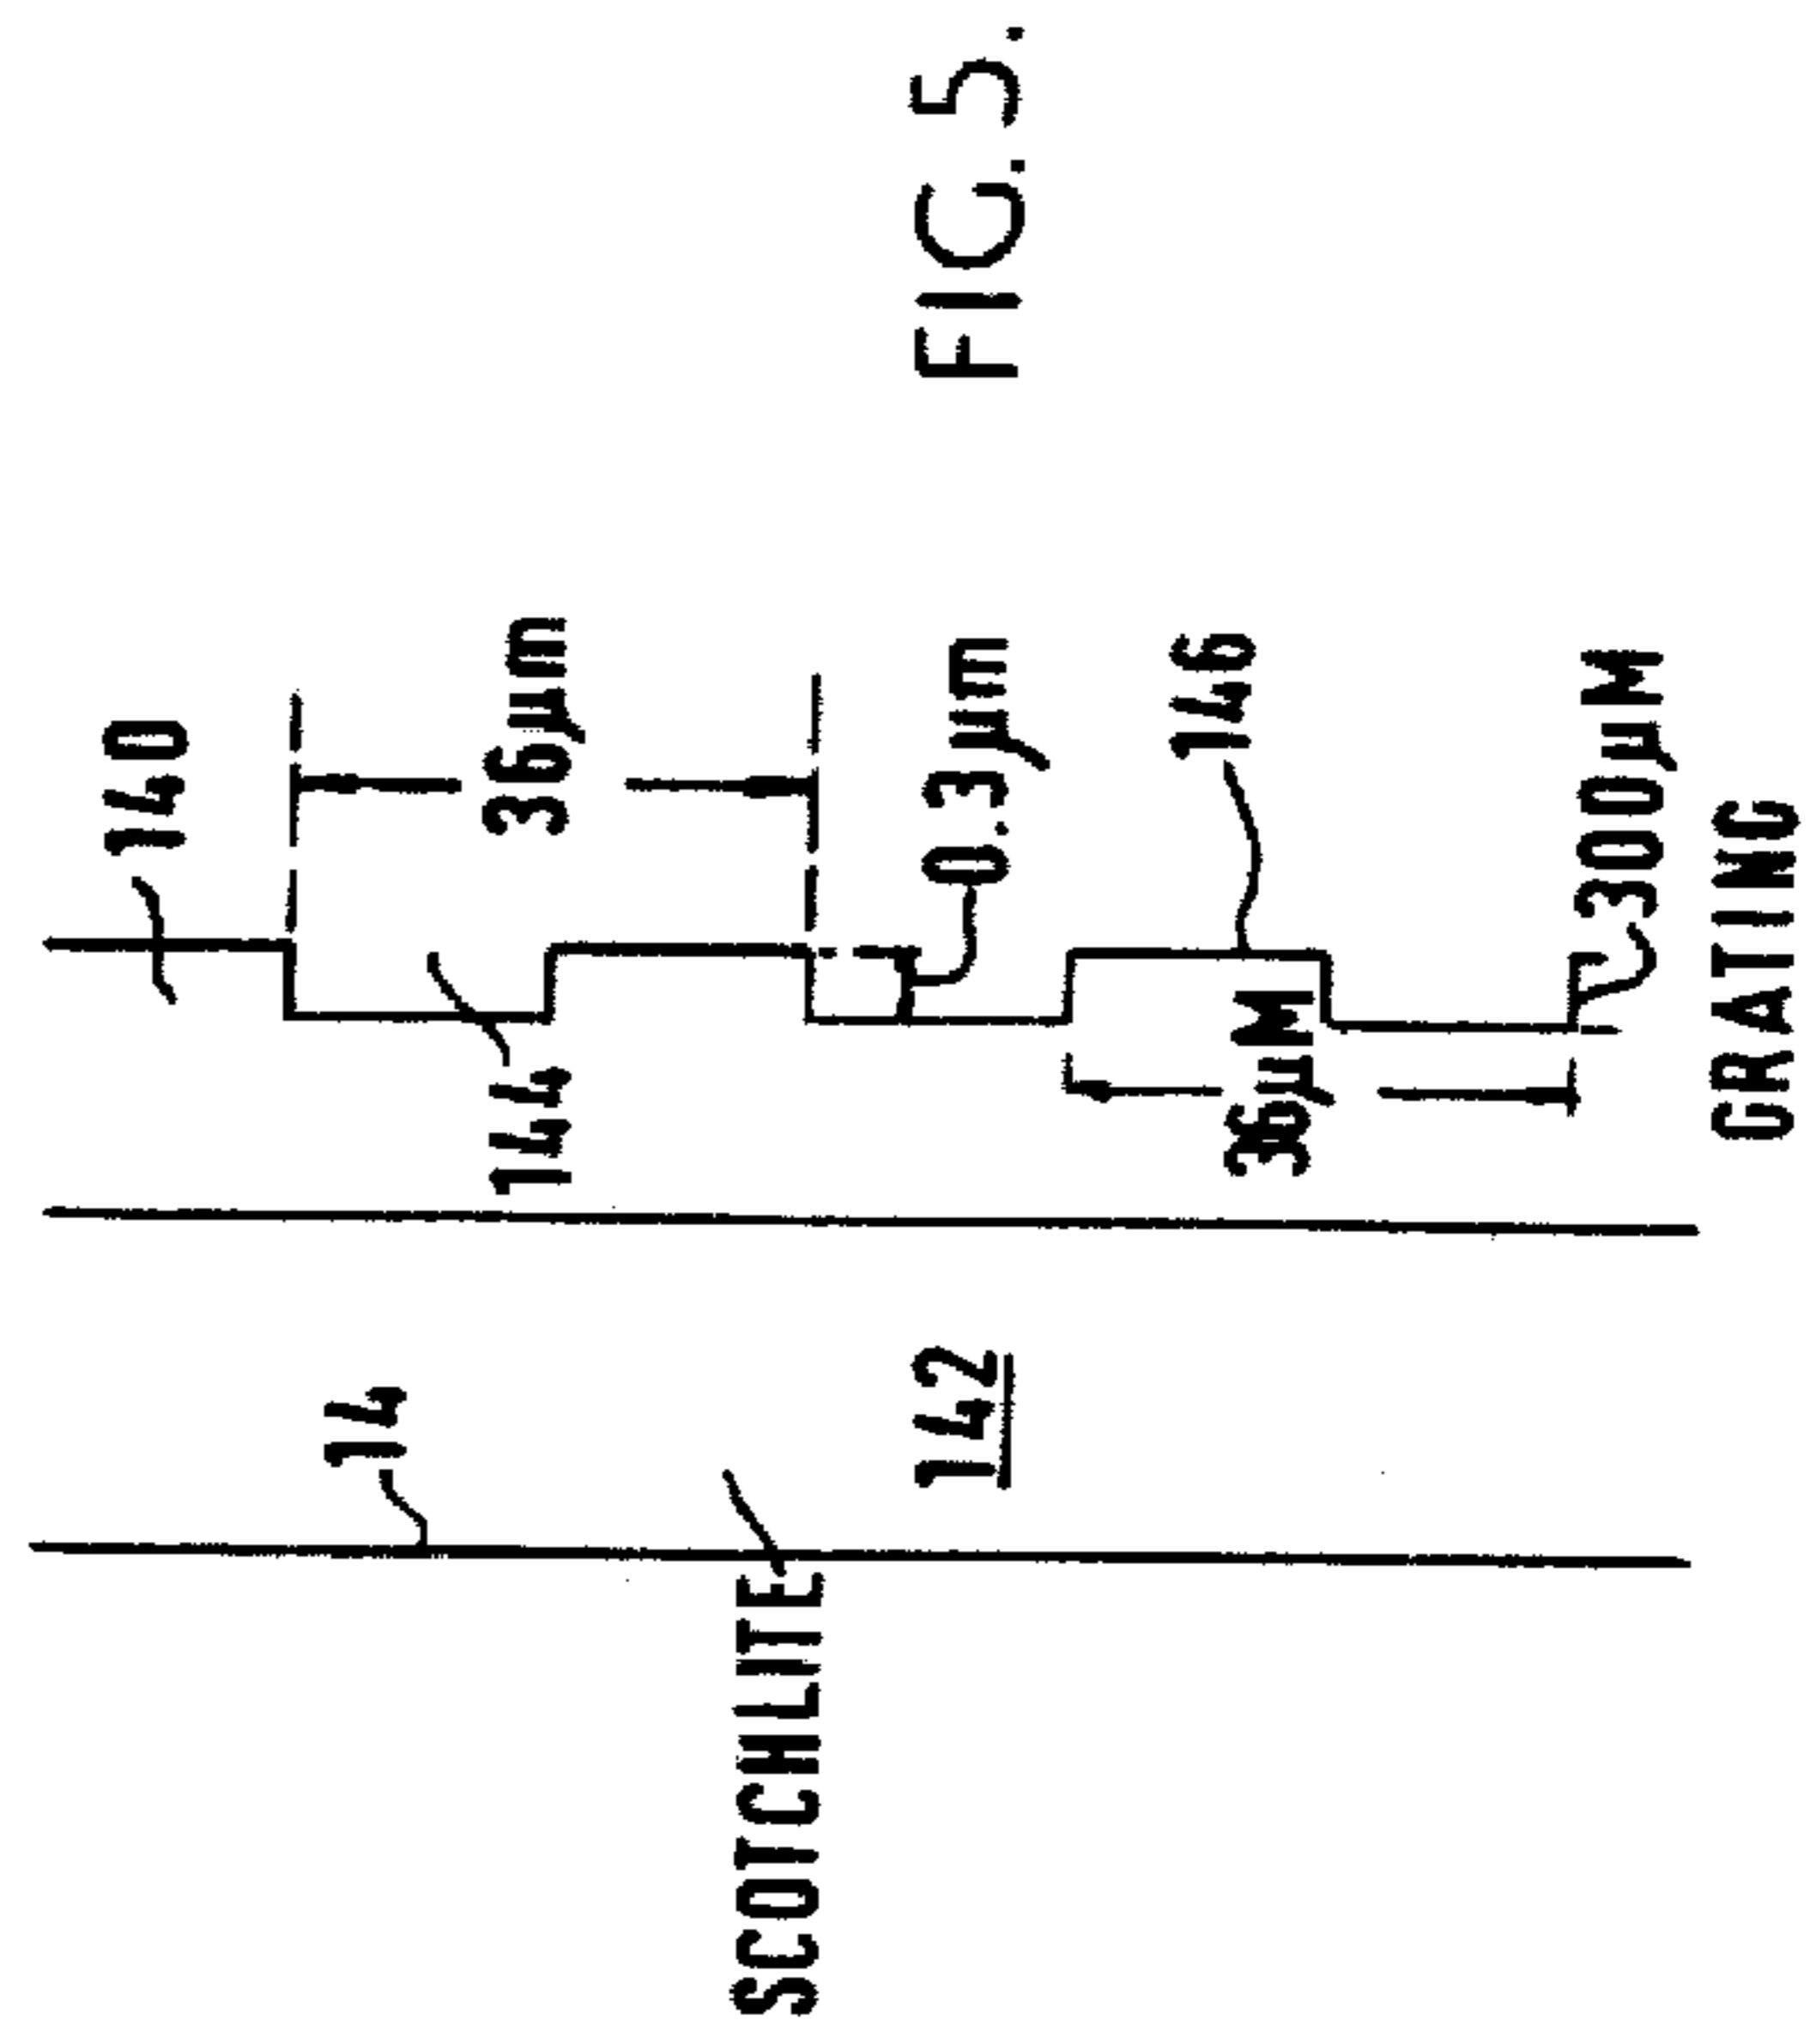 FIG. 5.
140
36µm
0.3µm
146
300µM
GRATING
144
36µM
14
142
SCOTCHLITE